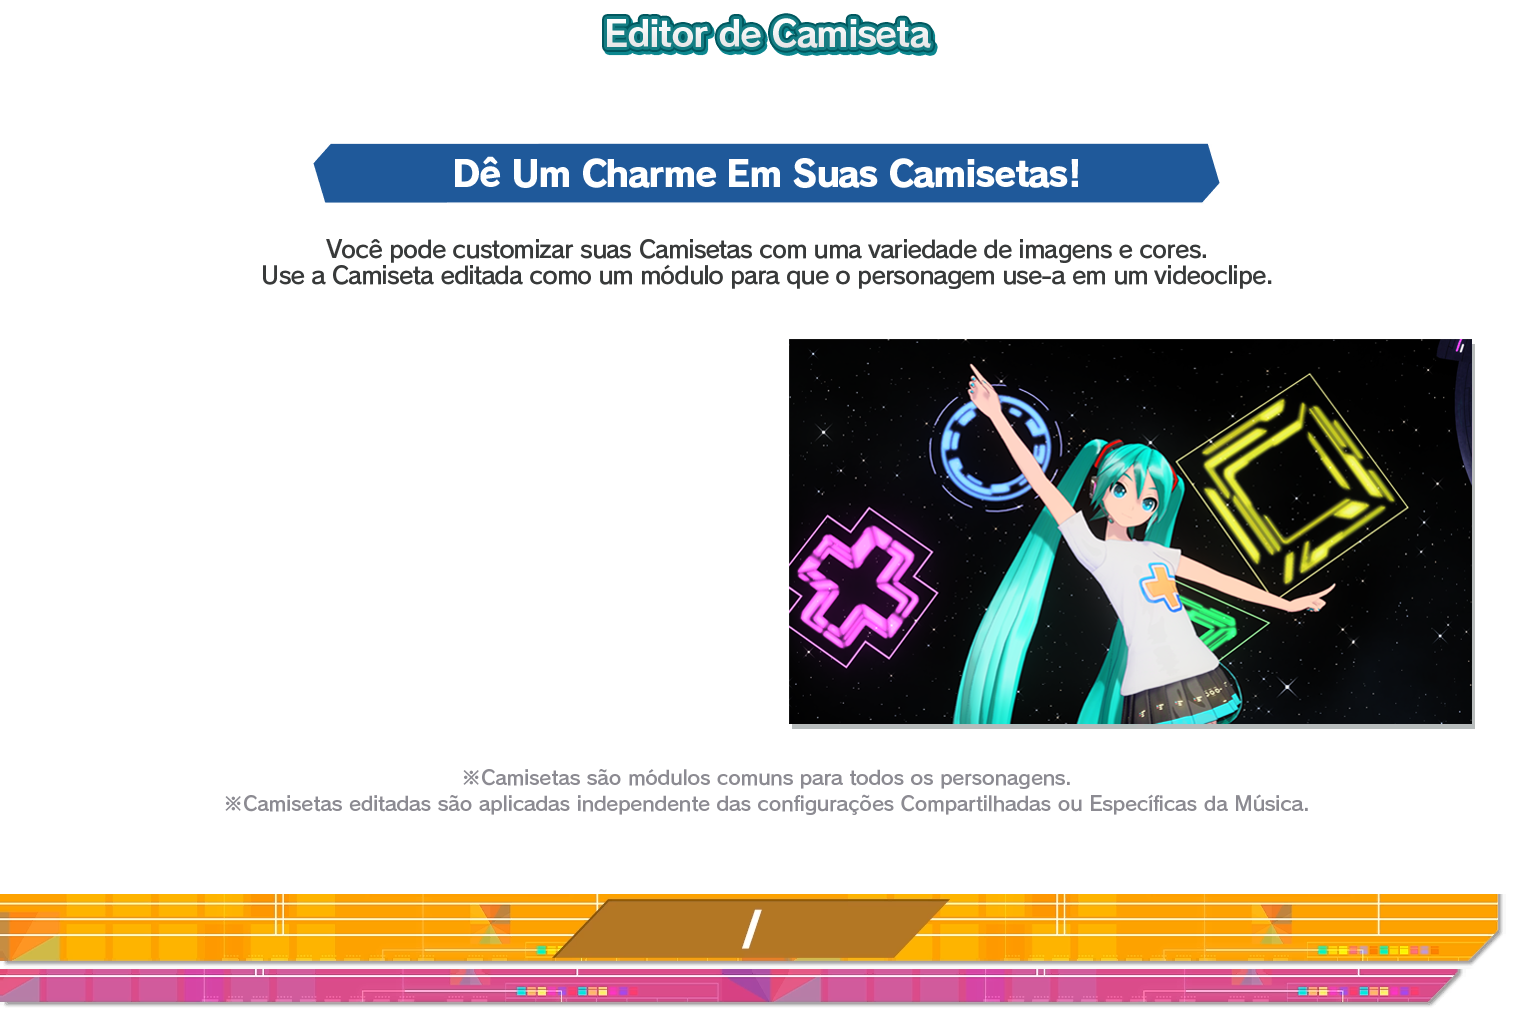 Editor de Camiseta
Dê Um Charme Em Suas Camisetas!
Você pode customizar suas Camisetas com uma variedade de imagens e cores.
Use a Camiseta editada como um módulo para que o personagem use-a em um videoclipe.
※Camisetas são módulos comuns para todos os personagens.
※Camisetas editadas são aplicadas independente das configurações Compartilhadas ou Específicas da Música.
/